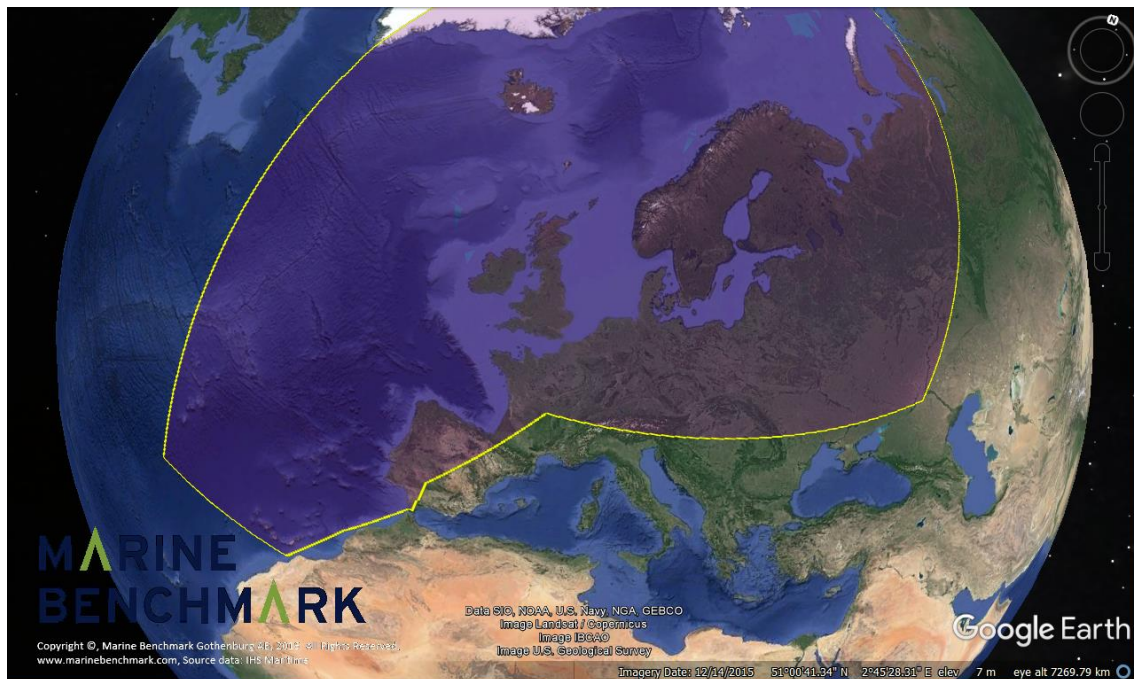 N
MARINE
BENCHMARK
Copyright ©, Marine Benchmark Gothenburg AB, All Rights Reserved,
www.marinebenchmark.com, Source data: IHS Maritime
Data SIO, NOAA, U.S. Navy, NGA, GEBCO
Image Landsat / Copernicus
Image IBCAO
Image U.S. Geological Survey
Google Earth
Imagery Date: 12/14/2015 51°00'41.34" N 2°45'28.31" E elev 7 m eye alt 7269.79 km